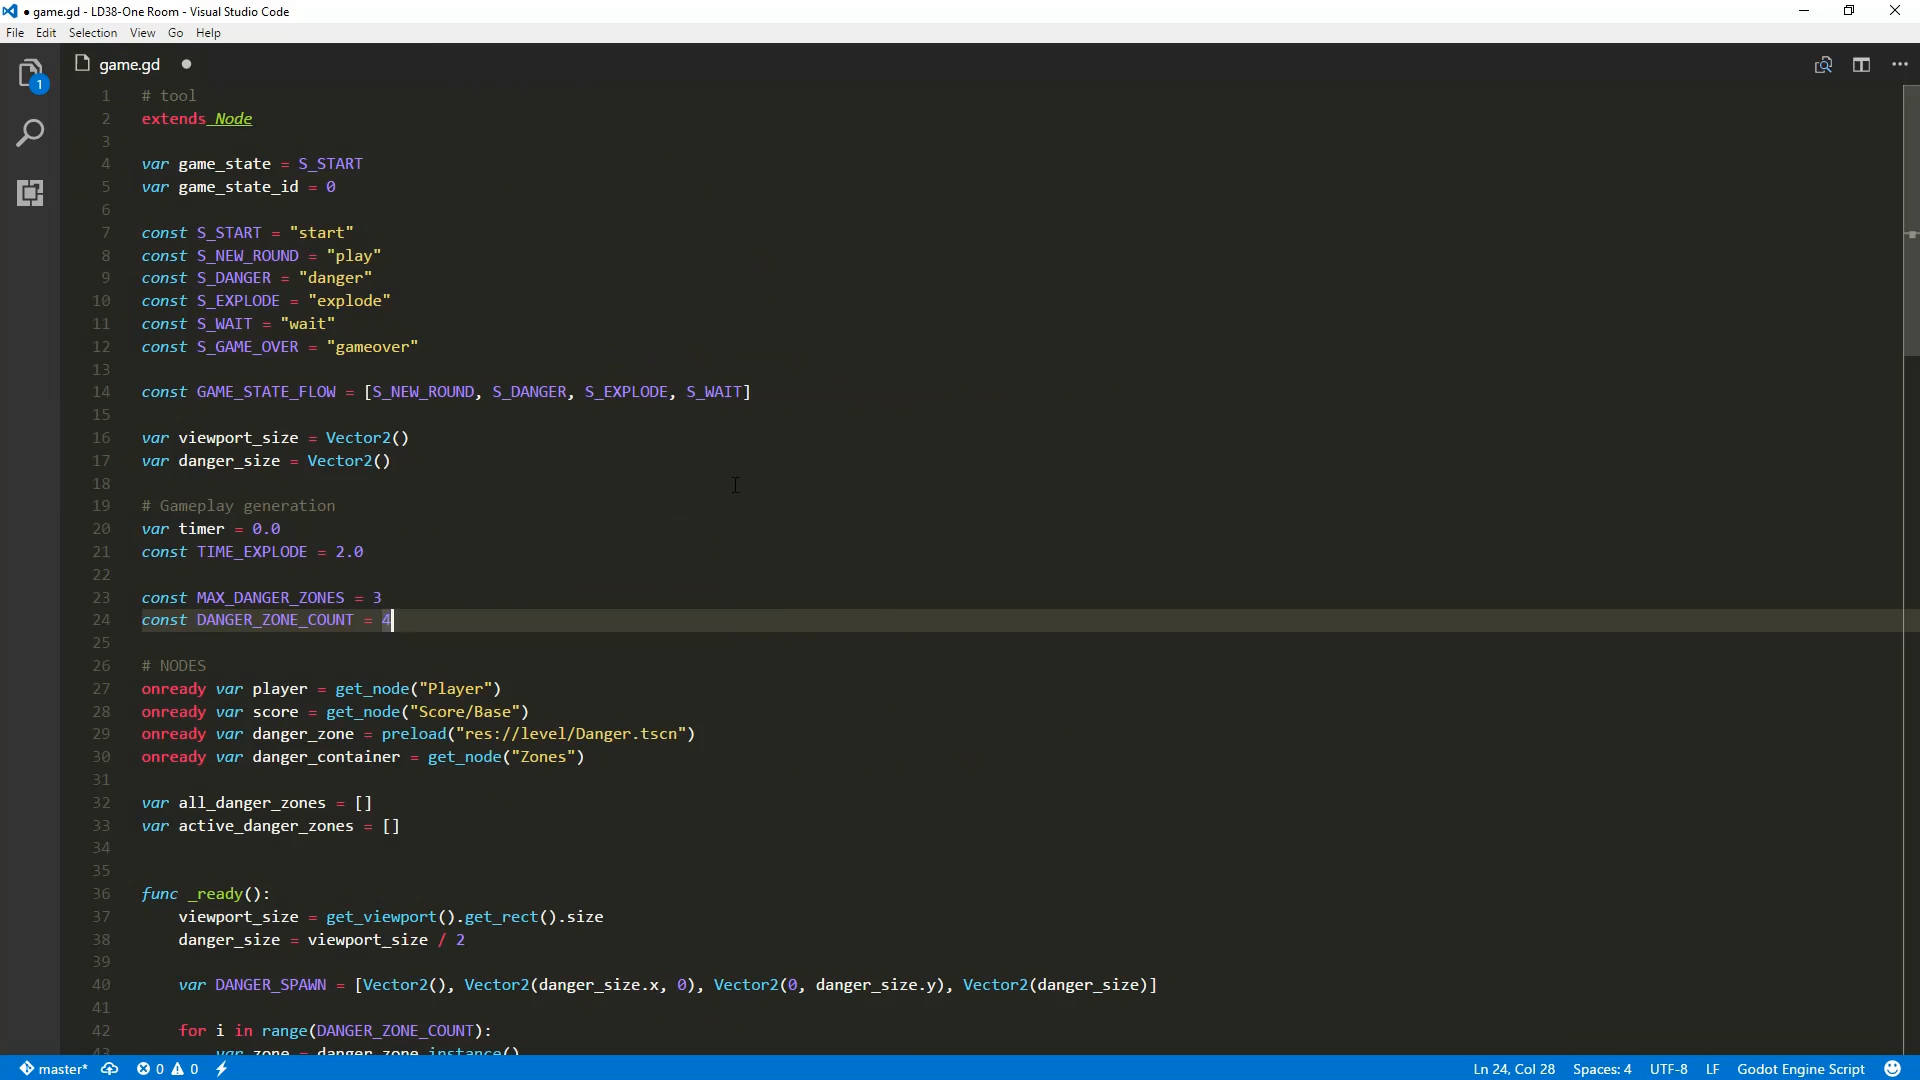 ● game.gd - LD38-One Room - Visual Studio Code
File Edit Selection View Go Help
1
game.gd ●
1 # tool
2 extends Node
3
4 var game_state = S_START
5 var game_state_id = 0
6
7 const S_START = "start"
8 const S_NEW_ROUND = "play"
9 const S_DANGER = "danger"
10 const S_EXPLODE = "explode"
11 const S_WAIT = "wait"
12 const S_GAME_OVER = "gameover"
13
14 const GAME_STATE_FLOW = [S_NEW_ROUND, S_DANGER, S_EXPLODE, S_WAIT]
15
16 var viewport_size = Vector2()
17 var danger_size = Vector2()
18
19 # Gameplay generation
20 var timer = 0.0
21 const TIME_EXPLODE = 2.0
22
23 const MAX_DANGER_ZONES = 3
24 const DANGER_ZONE_COUNT = 4
25
26 # NODES
27 onready var player = get_node("Player")
28 onready var score = get_node("Score/Base")
29 onready var danger_zone = preload("res://level/Danger.tscn")
30 onready var danger_container = get_node("Zones")
31
32 var all_danger_zones = []
33 var active_danger_zones = []
34
35
36 func _ready():
37 viewport_size = get_viewport().get_rect().size
38 danger_size = viewport_size / 2
39
40 var DANGER_SPAWN = [Vector2(), Vector2(danger_size.x, 0), Vector2(0, danger_size.y), Vector2(danger_size)]
41
42 for i in range(DANGER_ZONE_COUNT):
43 var zone = danger_zone.instance()
master* 0 0 Ln 24, Col 28 Spaces: 4 UTF-8 LF Godot Engine Script